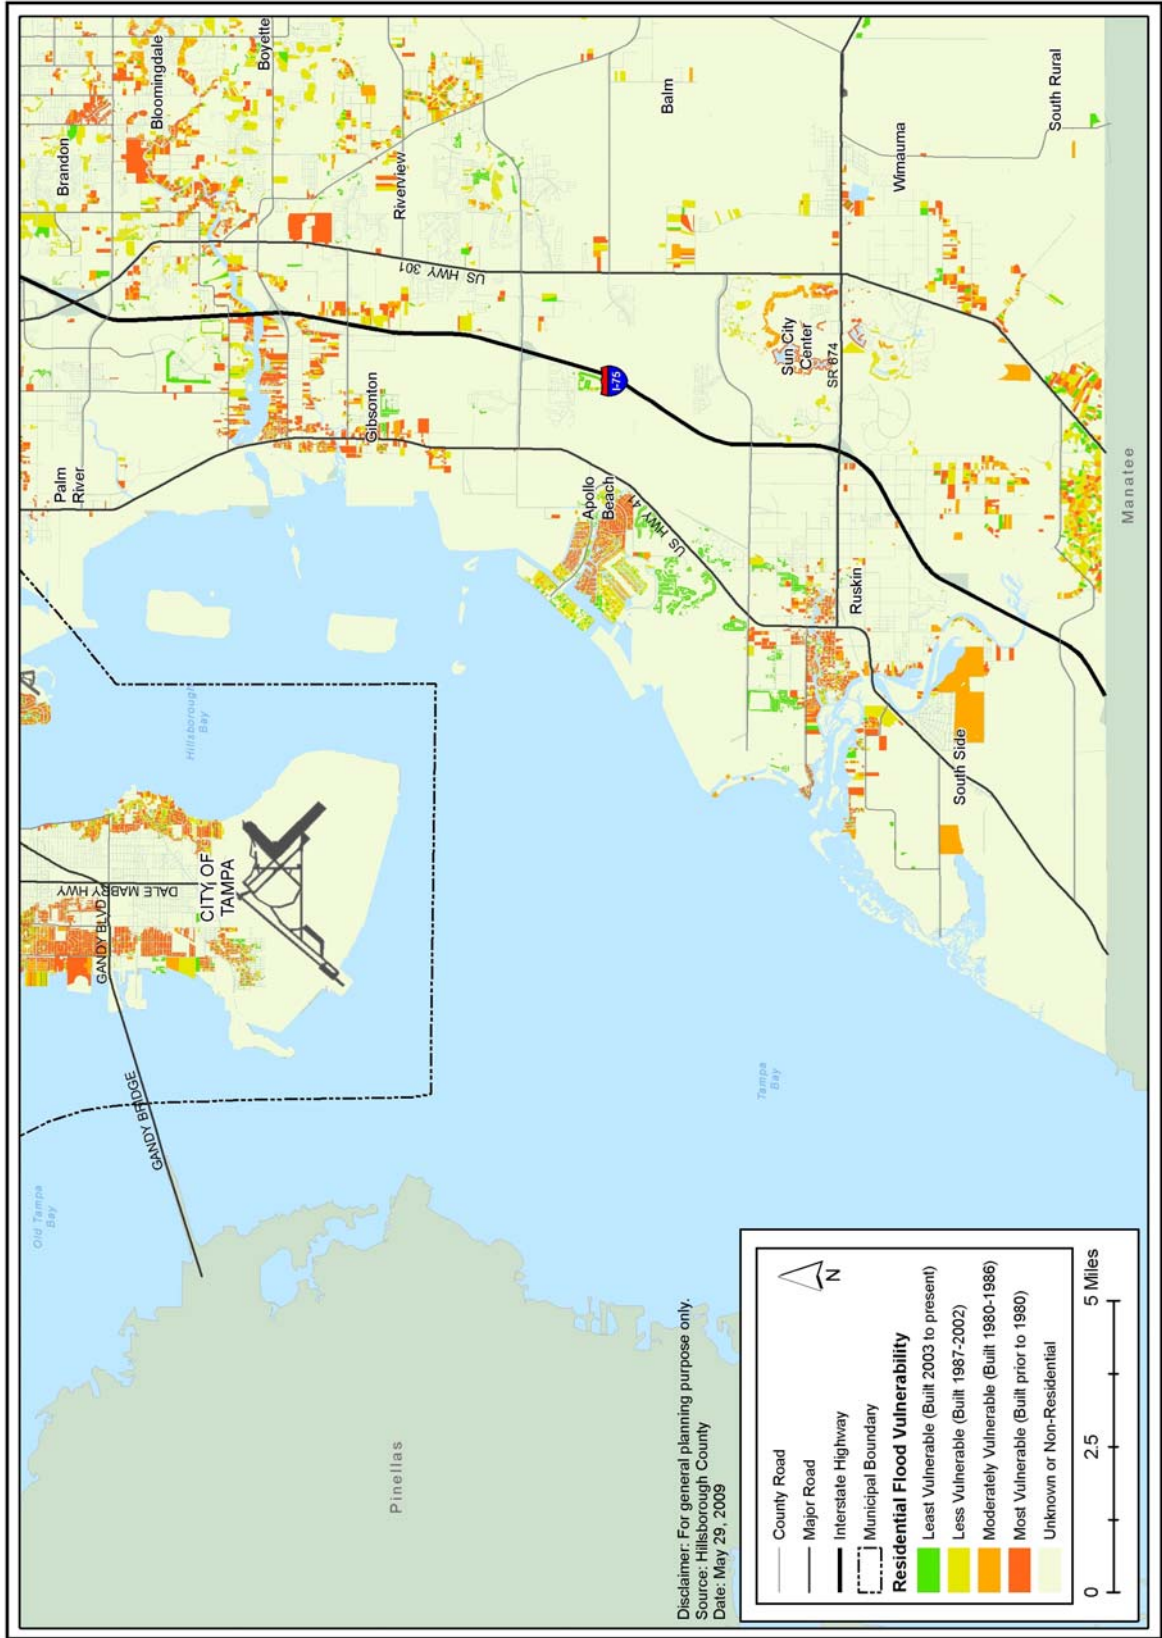 Old Tampa
Bay
GANDY BRIDGE
GANDY BLVD
DALE MABRY HWY
CITY OF
TAMPA
Hillsborough
Bay
Palm
River
Brandon
Bloomingdale
Boyette
Gibsonton
Riverview
US HWY 301
I-75
Apollo
Beach
US HWY 41
Balm
Sun City
Center
SR 674
Ruskin
Wimauma
South Side
South Rural
Manatee
Tampa
Bay
Pinellas
Disclaimer: For general planning purpose only.
Source: Hillsborough County
Date: May 29, 2009
N
County Road
Major Road
Interstate Highway
Municipal Boundary
Residential Flood Vulnerability
Least Vulnerable (Built 2003 to present)
Less Vulnerable (Built 1987-2002)
Moderately Vulnerable (Built 1980-1986)
Most Vulnerable (Built prior to 1980)
Unknown or Non-Residential
0 2.5 5 Miles